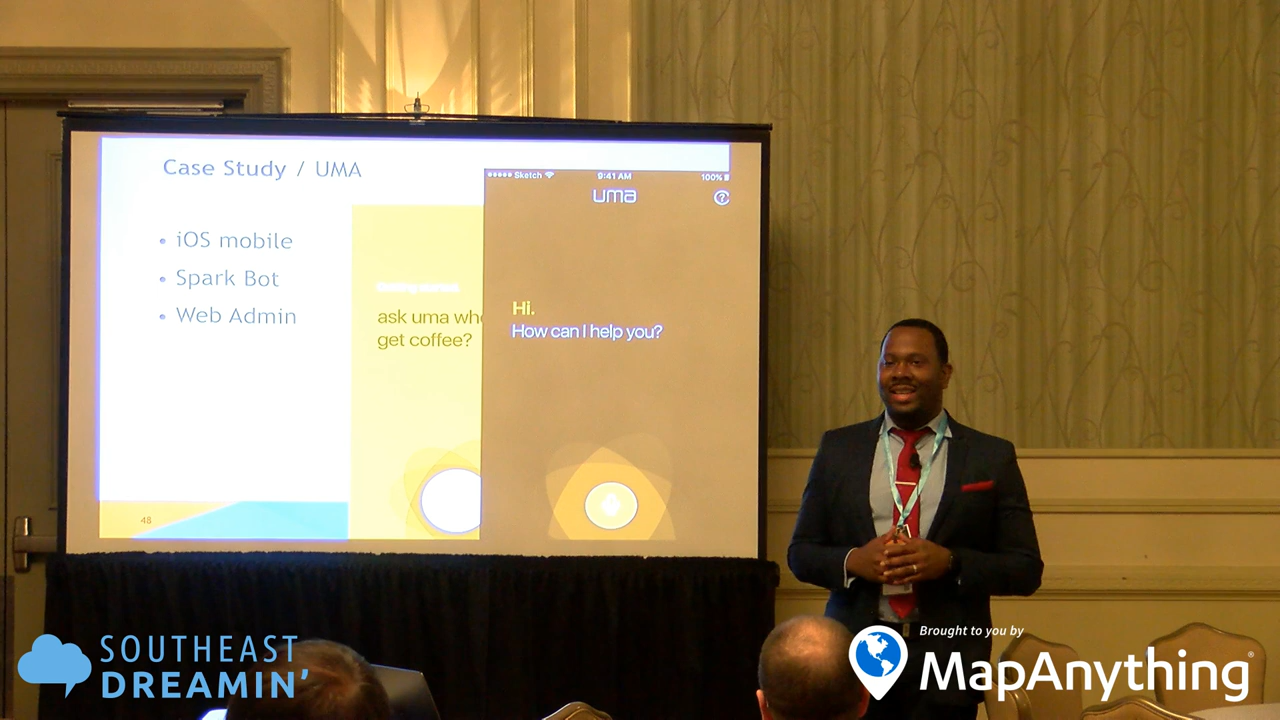 Case Study / UMA
• iOS mobile
• Spark Bot
• Web Admin
48
ask uma who
get coffee?
Sketch
9:41 AM
100%
uma
?
Hi.
How can I help you?
SOUTHEAST
DREAMIN'
Brought to you by
MapAnything®